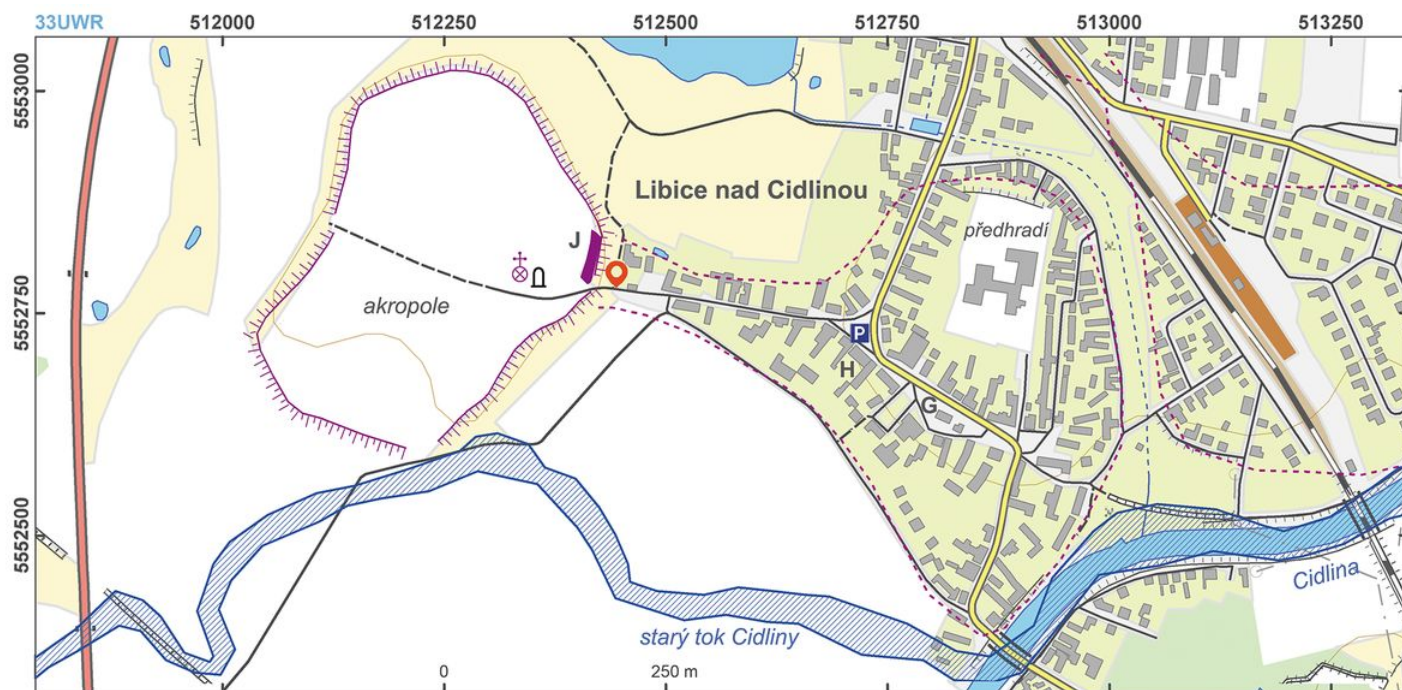 33UWR
512000
512250
512500
512750
513000
513250
5553000
5552750
5552500
Libice nad Cidlinou
předhradí
J
akropole
P
H
G
Cidlina
starý tok Cidliny
0
250 m